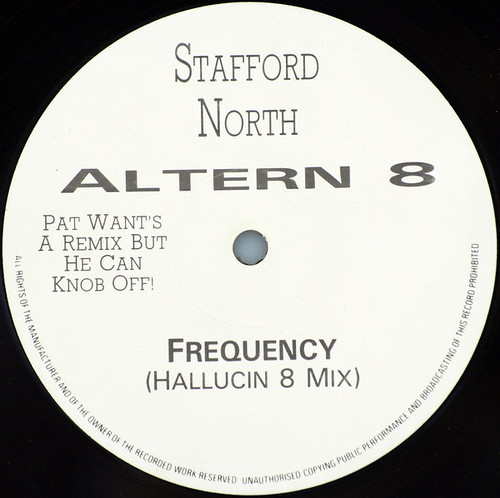 STAFFORD
NORTH
ALTERN 8
PAT WANT'S
A REMIX BUT
HE CAN
KNOB OFF!
FREQUENCY
(HALLUCIN 8 MIX)
ALL RIGHTS OF THE MANUFACTURER AND OF THE OWNER OF THE RECORDED WORK RESERVED UNAUTHORISED COPYING PUBLIC PERFORMANCE AND BROADCASTING OF THIS RECORD PROHIBITED